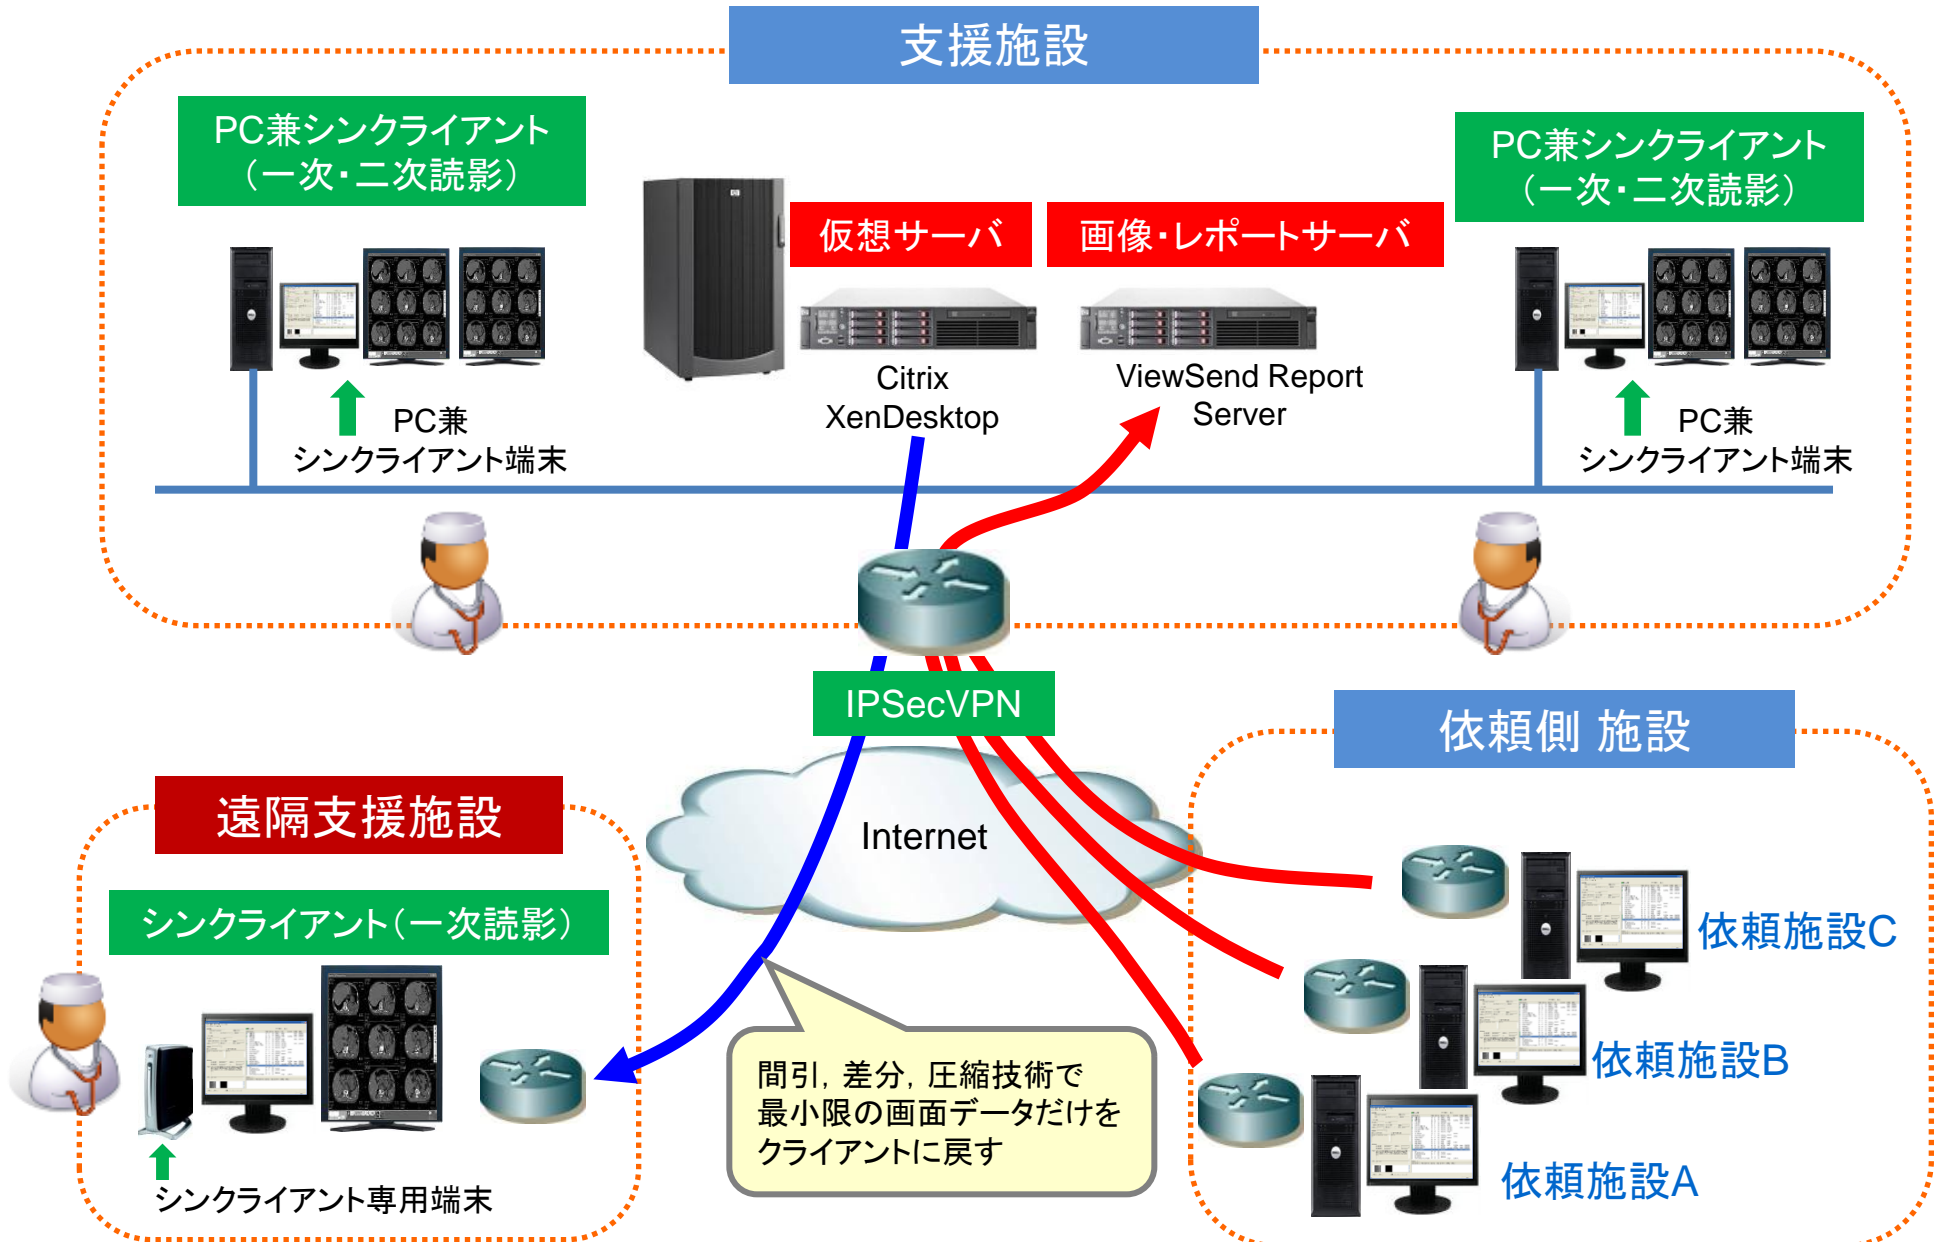 支援施設
PC兼シンクライアント
（一次・二次読影）
PC兼シンクライアント
（一次・二次読影）
仮想サーバ
画像・レポートサーバ
Citrix
XenDesktop
ViewSend Report
Server
PC兼
シンクライアント端末
PC兼
シンクライアント端末
IPSecVPN
依頼側 施設
遠隔支援施設
Internet
シンクライアント（一次読影）
依頼施設C
依頼施設B
依頼施設A
間引，差分，圧縮技術で
最小限の画面データだけを
クライアントに戻す
シンクライアント専用端末